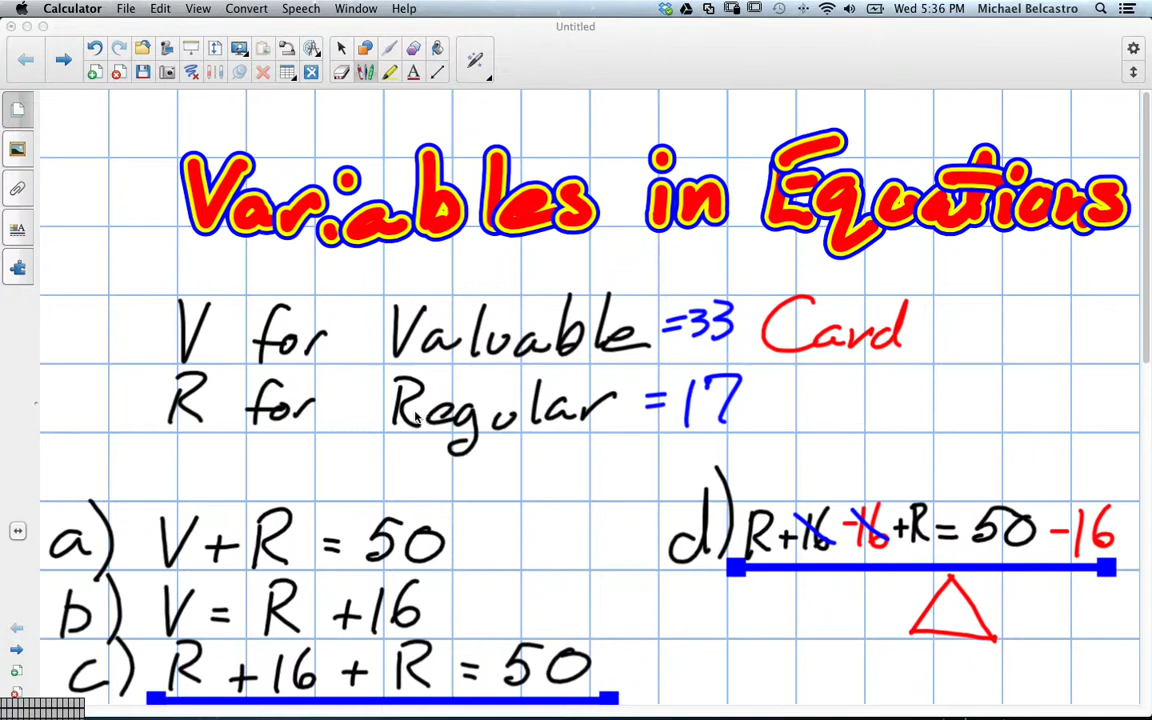 Calculator File Edit View Convert Speech Window Help Wed 5:36 PM Michael Belcastro
Untitled
Variables in Equations
V for Valuable =33 Card
R for Regular = 17
a) V + R = 50
b) V = R + 16
c) R + 16 + R = 50
d) R + 16 - 16 + R = 50 - 16